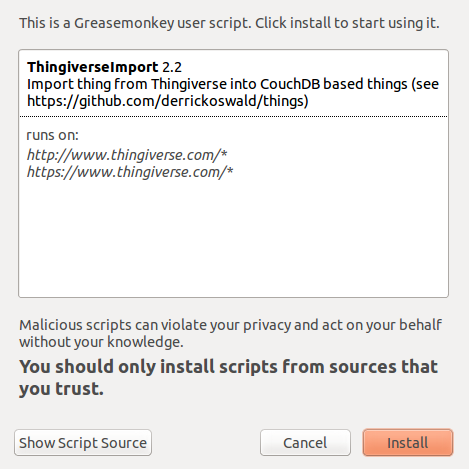 This is a Greasemonkey user script. Click install to start using it.
ThingiverseImport 2.2
Import thing from Thingiverse into CouchDB based things (see
https://github.com/derrickoswald/things)
runs on:
http://www.thingiverse.com/*
https://www.thingiverse.com/*
Malicious scripts can violate your privacy and act on your behalf
without your knowledge.
You should only install scripts from sources that
you trust.
Show Script Source
Cancel
Install